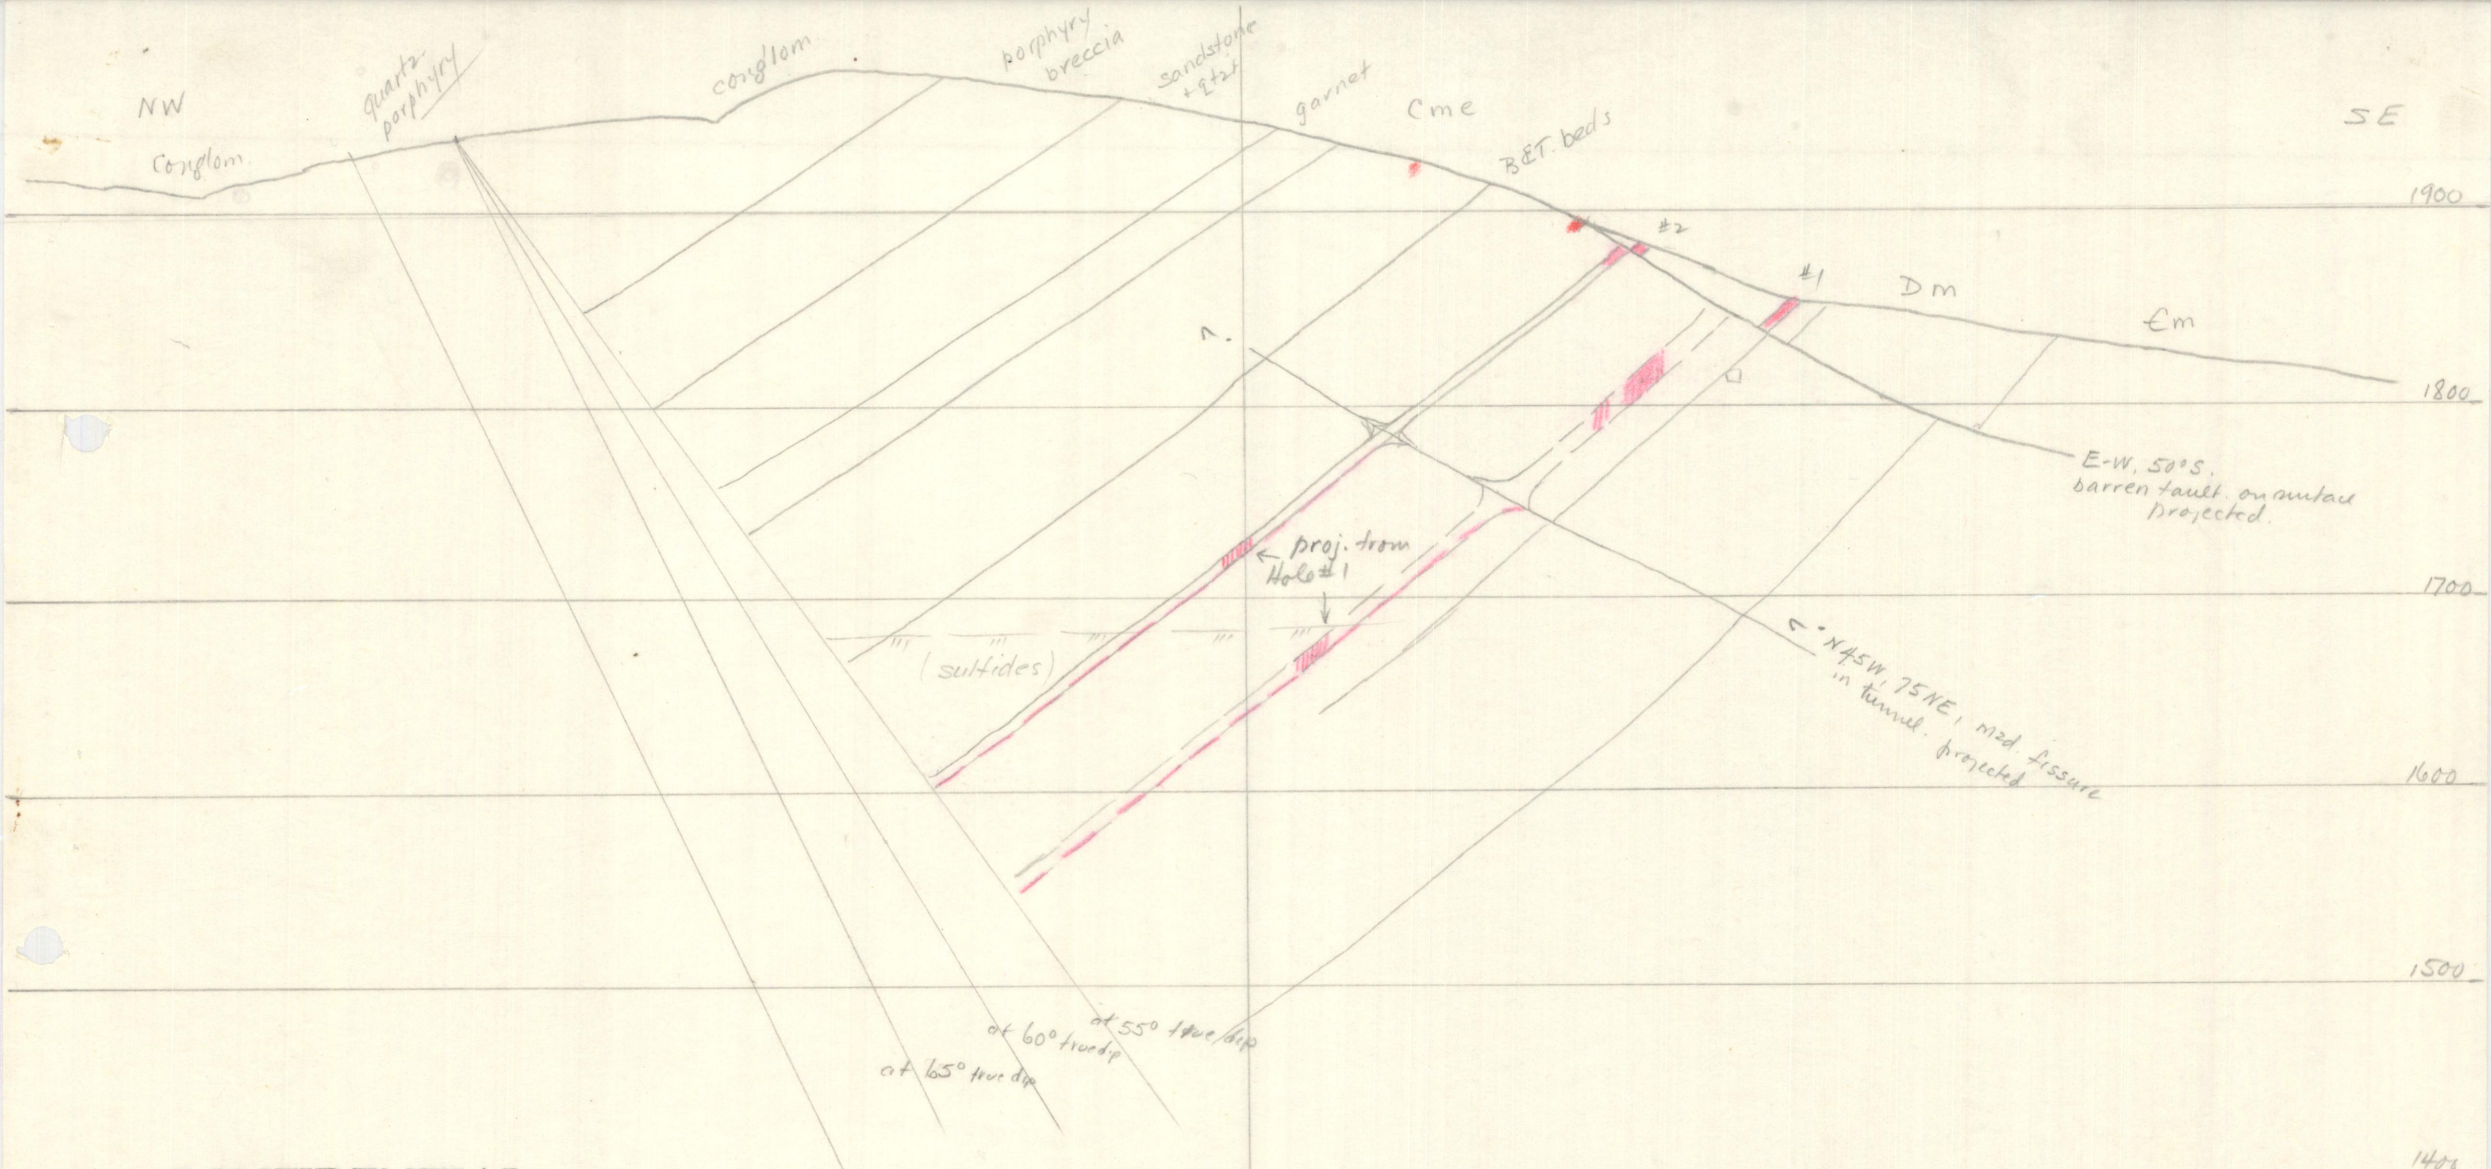 NW
Conglom.
quartz
porphyry
conglom.
porphyry
breccia
sandstone
+ qtzt
garnet
Cme
B&T. beds
SE
1900
#2
#1
Dm
Єm
1800
E-W, 50°S.
barren fault. on surface
projected.
proj. from
Hole #1
1700
N45W, 75NE, mzd. fissure
in tunnel. projected
(sulfides)
1600
1500
at 55° true dip
at 60° true dip
at 65° true dip
1400